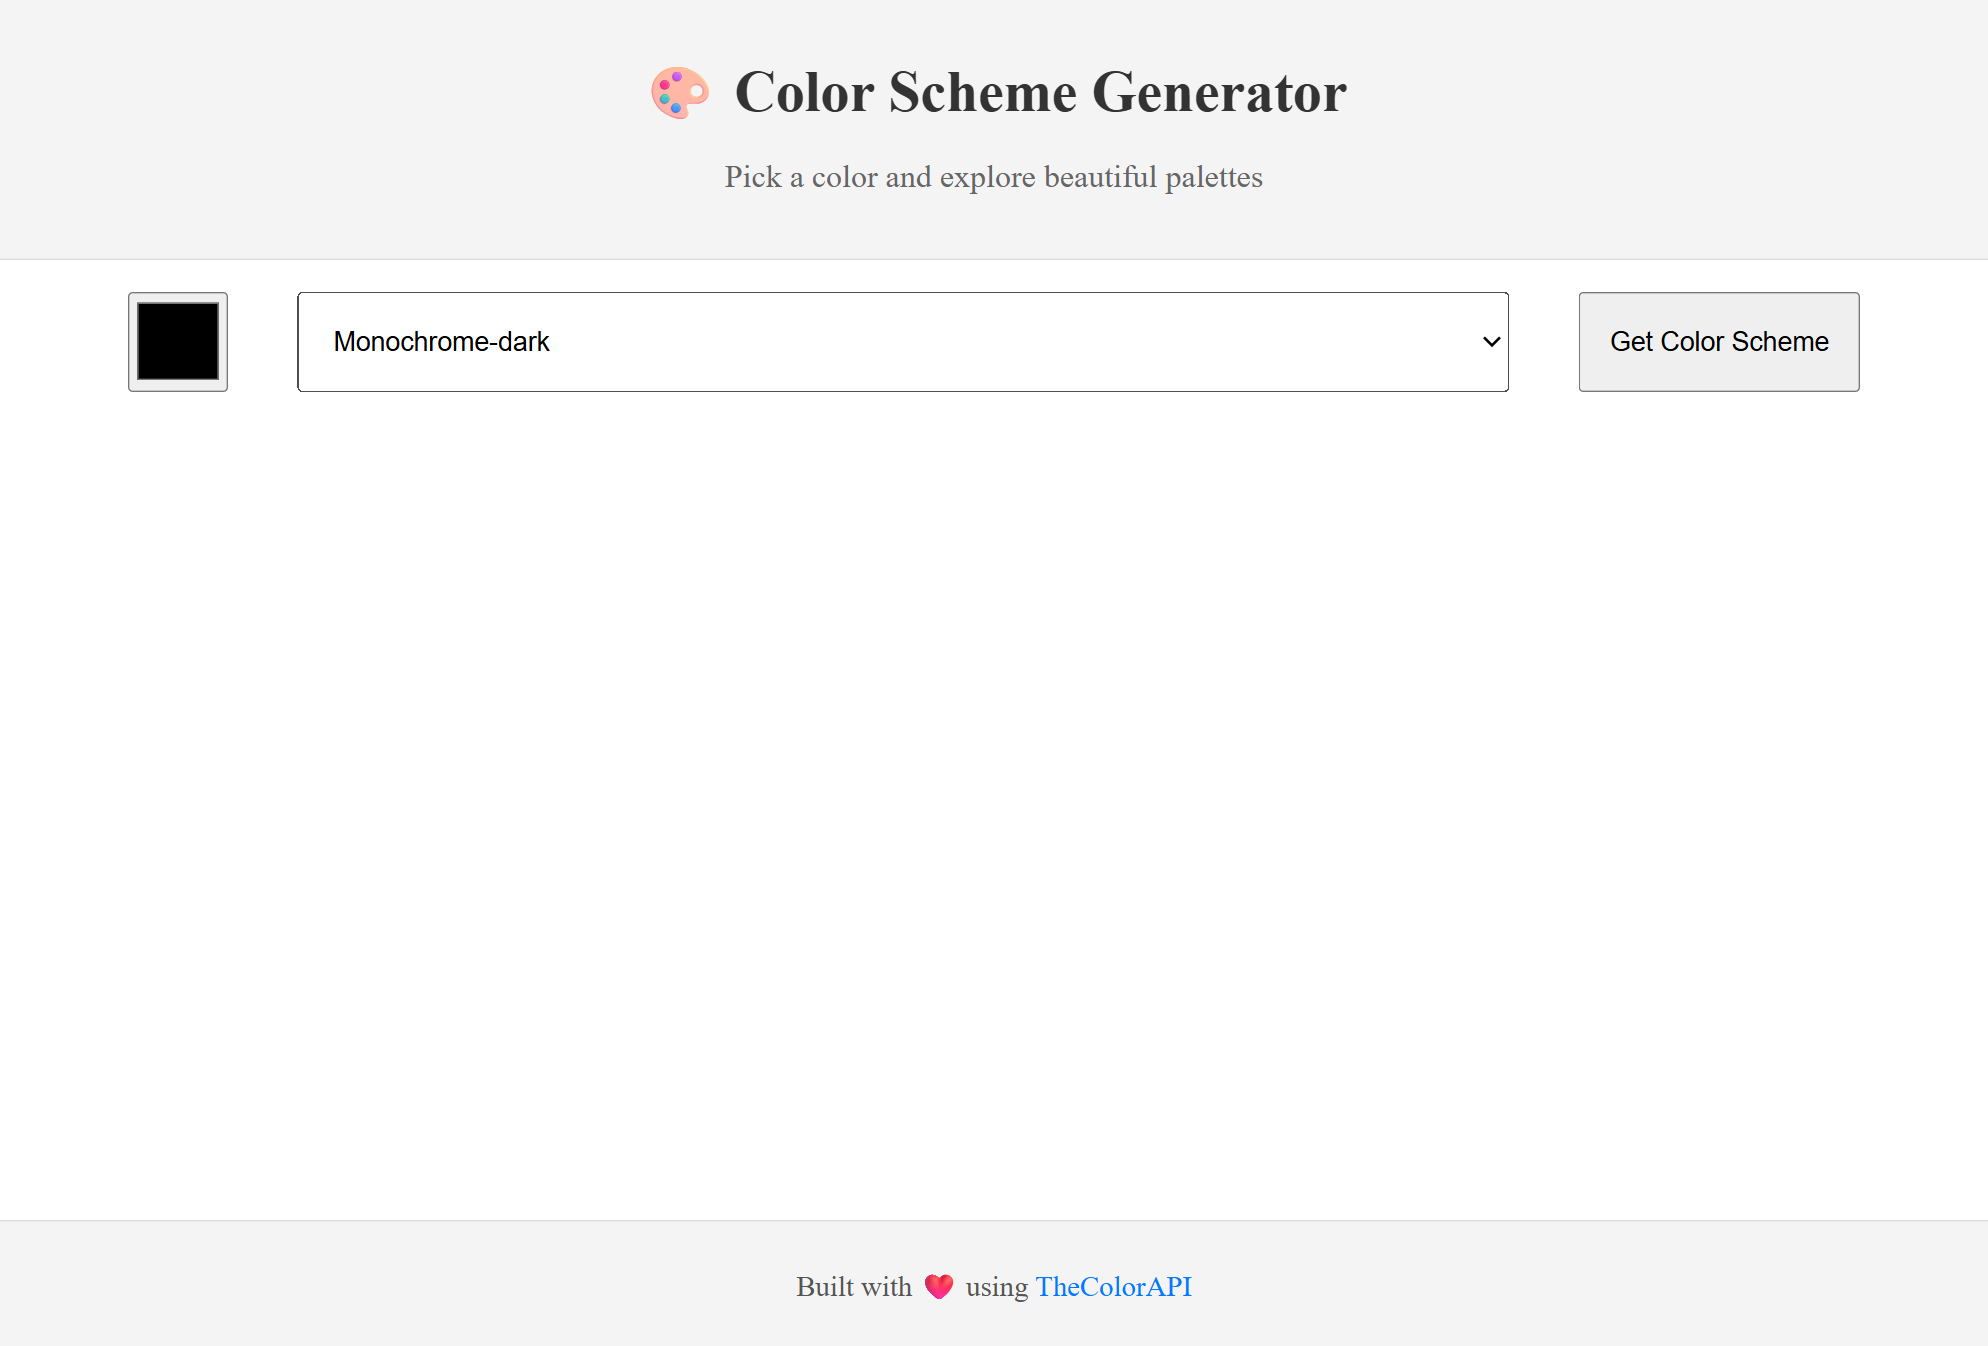 Color Scheme Generator
Pick a color and explore beautiful palettes
Monochrome-dark
Get Color Scheme
Built with ❤️ using TheColorAPI